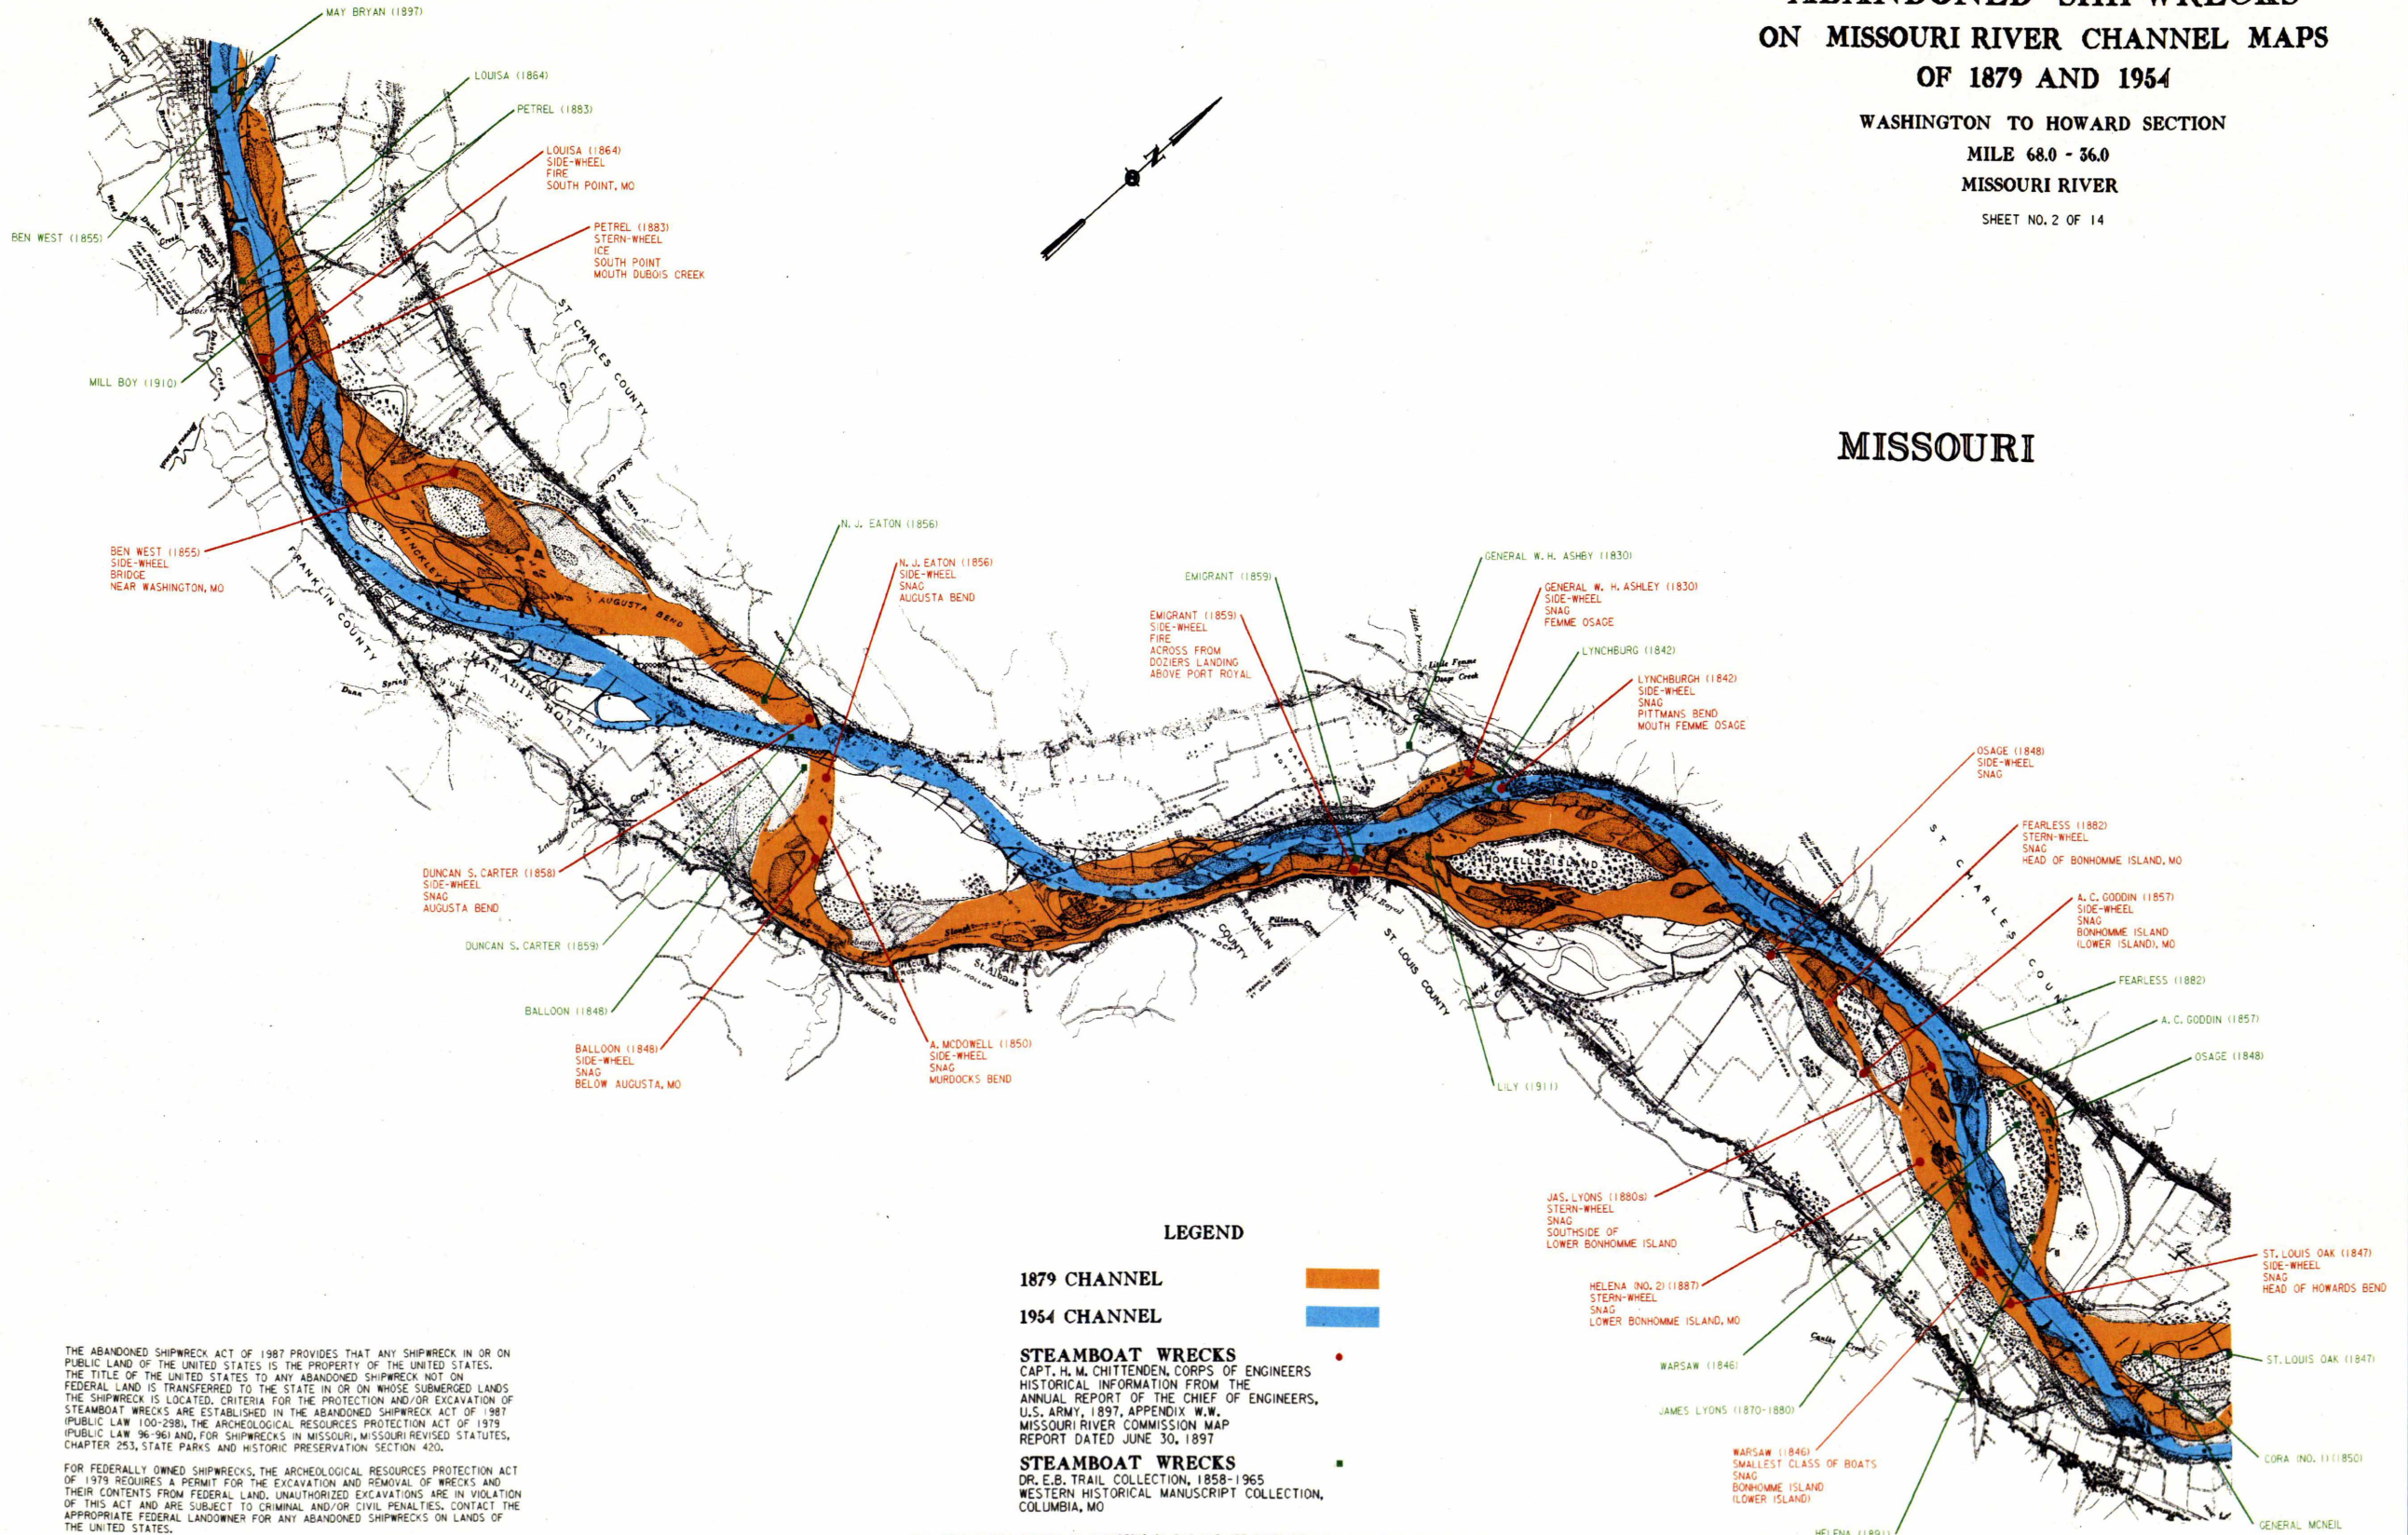 ABANDONED SHIPWRECKS
ON MISSOURI RIVER CHANNEL MAPS
OF 1879 AND 1954
WASHINGTON TO HOWARD SECTION
MILE 68.0 - 36.0
MISSOURI RIVER
SHEET NO. 2 OF 14
MISSOURI
N
WASHINGTON
MAY BRYAN (1897)
LOUISA (1864)
PETREL (1883)
LOUISA (1864)
SIDE-WHEEL
FIRE
SOUTH POINT, MO
PETREL (1883)
STERN-WHEEL
ICE
SOUTH POINT
MOUTH DUBOIS CREEK
BEN WEST (1855)
MILL BOY (1910)
ST CHARLES COUNTY
BEN WEST (1855)
SIDE-WHEEL
BRIDGE
NEAR WASHINGTON, MO
FRANKLIN COUNTY
HINCKLEY'S
AUGUSTA
AUGUSTA BEND
LABADIE BOTTOM
N. J. EATON (1856)
N. J. EATON (1856)
SIDE-WHEEL
SNAG
AUGUSTA BEND
DUNCAN S. CARTER (1858)
SIDE-WHEEL
SNAG
AUGUSTA BEND
DUNCAN S. CARTER (1859)
BALLOON (1848)
BALLOON (1848)
SIDE-WHEEL
SNAG
BELOW AUGUSTA, MO
A. MCDOWELL (1850)
SIDE-WHEEL
SNAG
MURDOCKS BEND
St. Albans
EMIGRANT (1859)
EMIGRANT (1859)
SIDE-WHEEL
FIRE
ACROSS FROM
DOZIERS LANDING
ABOVE PORT ROYAL
GENERAL W. H. ASHBY (1830)
GENERAL W. H. ASHLEY (1830)
SIDE-WHEEL
SNAG
FEMME OSAGE
LYNCHBURG (1842)
LYNCHBURGH (1842)
SIDE-WHEEL
SNAG
PITTMANS BEND
MOUTH FEMME OSAGE
Little Femme
Osage Creek
HOWELLS ISLAND
FRANKLIN
COUNTY
ST. LOUIS COUNTY
LILY (1911)
OSAGE (1848)
SIDE-WHEEL
SNAG
ST. CHARLES COUNTY
FEARLESS (1882)
STERN-WHEEL
SNAG
HEAD OF BONHOMME ISLAND, MO
A. C. GODDIN (1857)
SIDE-WHEEL
SNAG
BONHOMME ISLAND
(LOWER ISLAND), MO
FEARLESS (1882)
A. C. GODDIN (1857)
OSAGE (1848)
JAS. LYONS (1880s)
STERN-WHEEL
SNAG
SOUTHSIDE OF
LOWER BONHOMME ISLAND
HELENA (NO. 2) (1887)
STERN-WHEEL
SNAG
LOWER BONHOMME ISLAND, MO
WARSAW (1846)
JAMES LYONS (1870-1880)
WARSAW (1846)
SMALLEST CLASS OF BOATS
SNAG
BONHOMME ISLAND
(LOWER ISLAND)
HELENA (1891)
ST. LOUIS OAK (1847)
SIDE-WHEEL
SNAG
HEAD OF HOWARDS BEND
ST. LOUIS OAK (1847)
CORA (NO. 1) (1850)
GENERAL MCNEIL
LEGEND
1879 CHANNEL
1954 CHANNEL
STEAMBOAT WRECKS
CAPT. H. M. CHITTENDEN, CORPS OF ENGINEERS
HISTORICAL INFORMATION FROM THE
ANNUAL REPORT OF THE CHIEF OF ENGINEERS,
U.S. ARMY, 1897, APPENDIX W.W.
MISSOURI RIVER COMMISSION MAP
REPORT DATED JUNE 30, 1897
STEAMBOAT WRECKS
DR. E.B. TRAIL COLLECTION, 1858-1965
WESTERN HISTORICAL MANUSCRIPT COLLECTION,
COLUMBIA, MO
THE ABANDONED SHIPWRECK ACT OF 1987 PROVIDES THAT ANY SHIPWRECK IN OR ON
PUBLIC LAND OF THE UNITED STATES IS THE PROPERTY OF THE UNITED STATES.
THE TITLE OF THE UNITED STATES TO ANY ABANDONED SHIPWRECK NOT ON
FEDERAL LAND IS TRANSFERRED TO THE STATE IN OR ON WHOSE SUBMERGED LANDS
THE SHIPWRECK IS LOCATED. CRITERIA FOR THE PROTECTION AND/OR EXCAVATION OF
STEAMBOAT WRECKS ARE ESTABLISHED IN THE ABANDONED SHIPWRECK ACT OF 1987
(PUBLIC LAW 100-298), THE ARCHEOLOGICAL RESOURCES PROTECTION ACT OF 1979
(PUBLIC LAW 96-96) AND, FOR SHIPWRECKS IN MISSOURI, MISSOURI REVISED STATUTES,
CHAPTER 253, STATE PARKS AND HISTORIC PRESERVATION SECTION 420.
FOR FEDERALLY OWNED SHIPWRECKS, THE ARCHEOLOGICAL RESOURCES PROTECTION ACT
OF 1979 REQUIRES A PERMIT FOR THE EXCAVATION AND REMOVAL OF WRECKS AND
THEIR CONTENTS FROM FEDERAL LAND. UNAUTHORIZED EXCAVATIONS ARE IN VIOLATION
OF THIS ACT AND ARE SUBJECT TO CRIMINAL AND/OR CIVIL PENALTIES. CONTACT THE
APPROPRIATE FEDERAL LANDOWNER FOR ANY ABANDONED SHIPWRECKS ON LANDS OF
THE UNITED STATES.